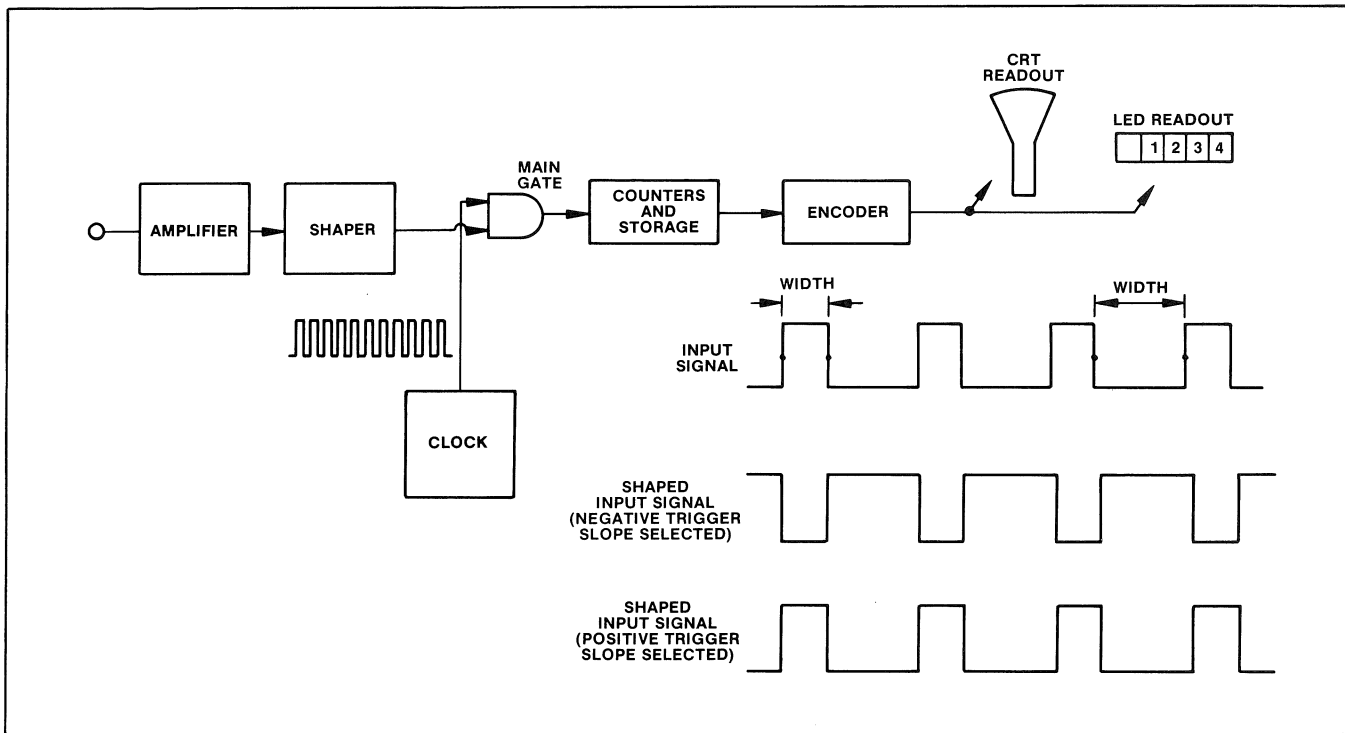 CRT
READOUT
LED READOUT
1 2 3 4
MAIN
GATE
AMPLIFIER
SHAPER
COUNTERS
AND
STORAGE
ENCODER
CLOCK
WIDTH
WIDTH
INPUT
SIGNAL
SHAPED
INPUT SIGNAL
(NEGATIVE TRIGGER
SLOPE SELECTED)
SHAPED
INPUT SIGNAL
(POSITIVE TRIGGER
SLOPE SELECTED)